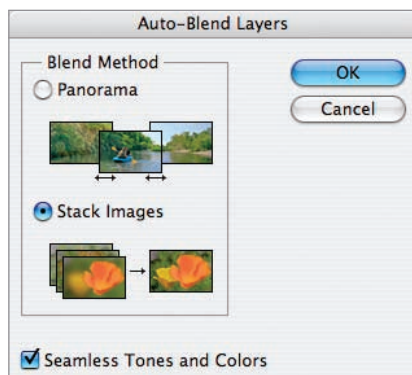 Auto-Blend Layers
Blend Method
Panorama
Stack Images
Seamless Tones and Colors
OK
Cancel